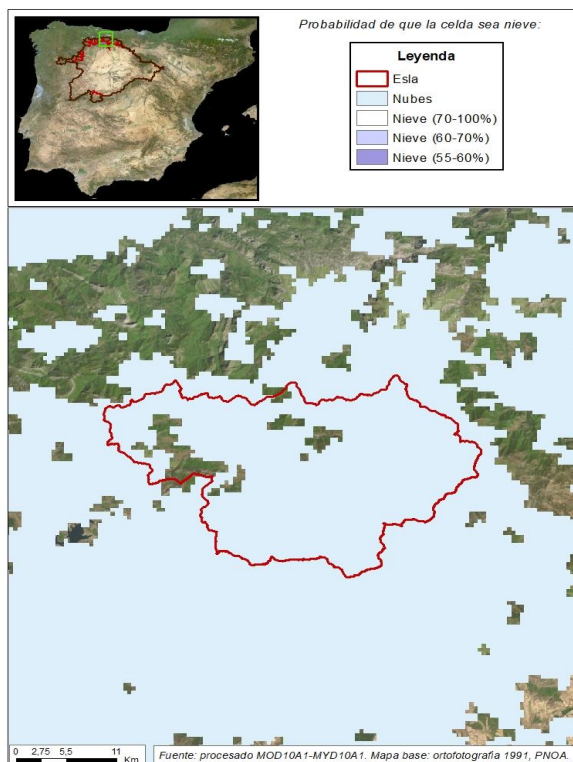 Probabilidad de que la celda sea nieve:
Leyenda
Esla
Nubes
Nieve (70-100%)
Nieve (60-70%)
Nieve (55-60%)
0 2,75 5,5 11
Km
Fuente: procesado MOD10A1-MYD10A1. Mapa base: ortofotografía 1991, PNOA.